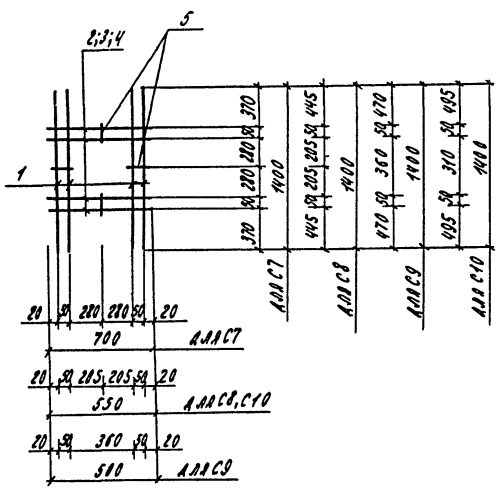 2;3;4
5
1
370 50 280 280 50 370
1400
ДЛЯ С7
445 50 205 205 50 445
1400
ДЛЯ С8
470 50 360 50 470
1400
ДЛЯ С9
495 50 310 50 495
1400
ДЛЯ С10
20 50 280 280 50 20
700 ДЛЯ С7
20 50 205 205 50 20
550 ДЛЯ С8, С10
20 50 360 50 20
500 ДЛЯ С9